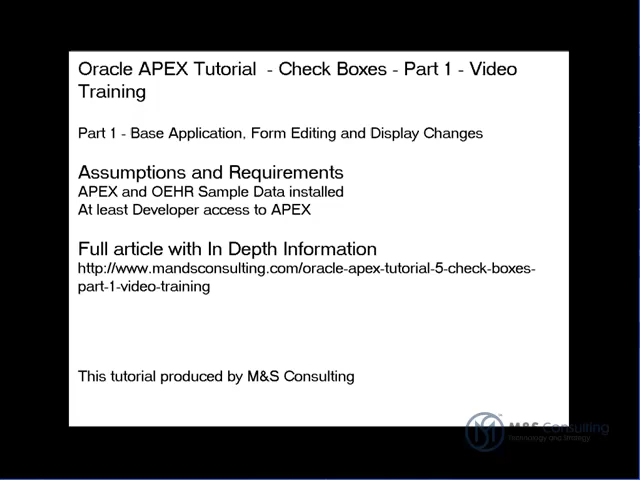 Oracle APEX Tutorial - Check Boxes - Part 1 - Video
Training
Part 1 - Base Application, Form Editing and Display Changes
Assumptions and Requirements
APEX and OEHR Sample Data installed
At least Developer access to APEX
Full article with In Depth Information
http://www.mandsconsulting.com/oracle-apex-tutorial-5-check-boxes-
part-1-video-training
This tutorial produced by M&S Consulting
M&S Consulting
Technology and Strategy